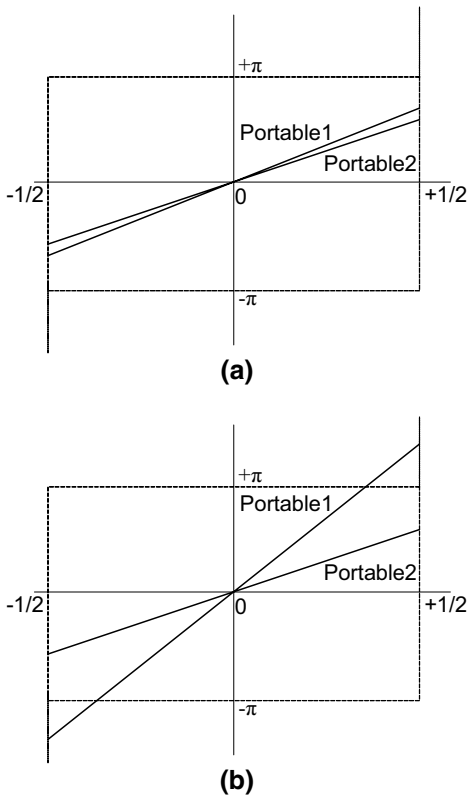 +π
Portable1
Portable2
-1/2
0
+1/2
-π
(a)
+π
Portable1
Portable2
-1/2
0
+1/2
-π
(b)